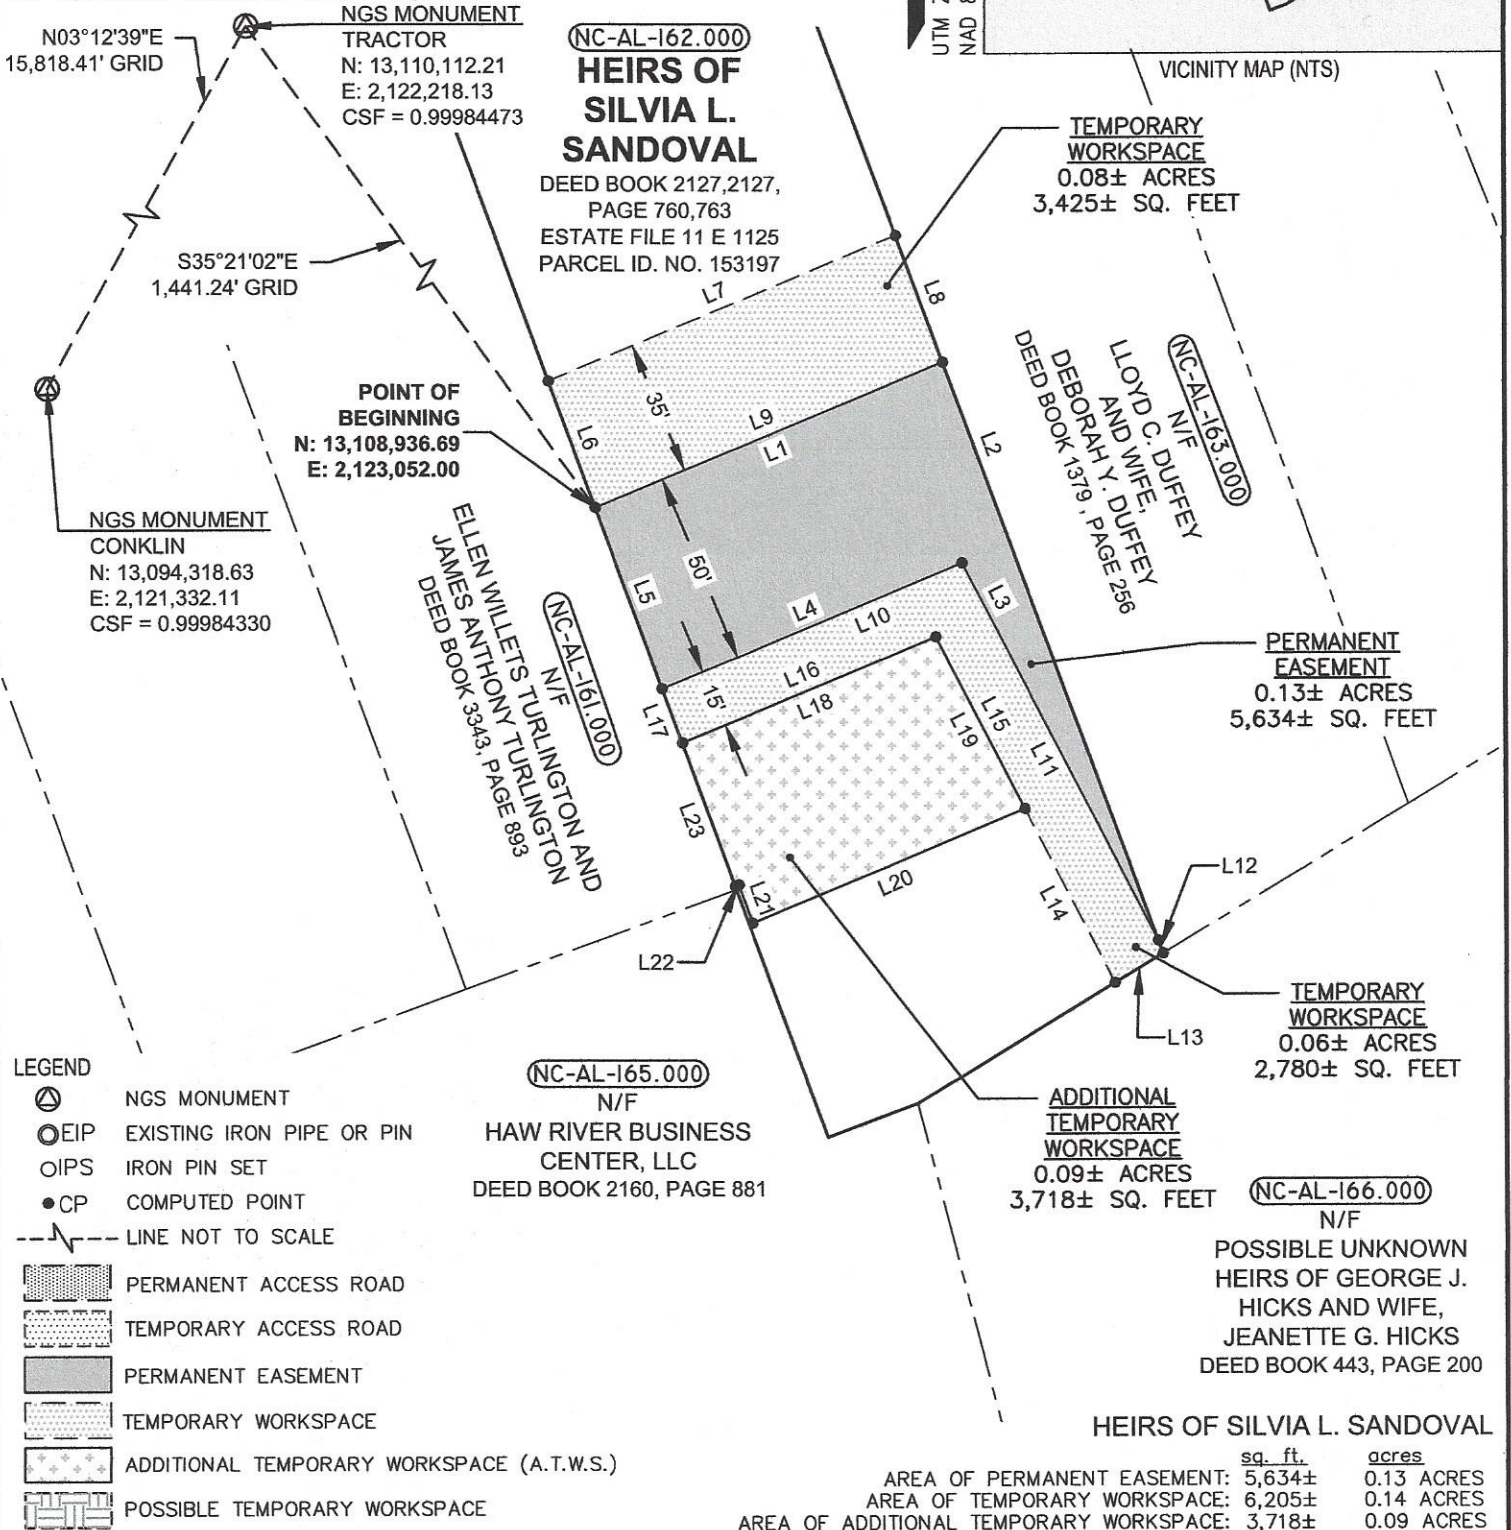 N03°12'39"E
15,818.41' GRID
NGS MONUMENT
TRACTOR
N: 13,110,112.21
E: 2,122,218.13
CSF = 0.99984473
NC-AL-162.000
HEIRS OF
SILVIA L.
SANDOVAL
DEED BOOK 2127,2127,
PAGE 760,763
ESTATE FILE 11 E 1125
PARCEL ID. NO. 153197
UTM
NAD
VICINITY MAP (NTS)
TEMPORARY
WORKSPACE
0.08± ACRES
3,425± SQ. FEET
S35°21'02"E
1,441.24' GRID
L7
L8
POINT OF
BEGINNING
N: 13,108,936.69
E: 2,123,052.00
L6
35'
L9
L1
L2
NC-AL-163.000
N/F
LLOYD C. DUFFEY
AND WIFE,
DEBORAH Y. DUFFEY
DEED BOOK 1379 , PAGE 256
NGS MONUMENT
CONKLIN
N: 13,094,318.63
E: 2,121,332.11
CSF = 0.99984330
NC-AL-161.000
N/F
ELLEN WILLETS TURLINGTON AND
JAMES ANTHONY TURLINGTON
DEED BOOK 3343, PAGE 893
L5
50'
L4
L10
L3
PERMANENT
EASEMENT
0.13± ACRES
5,634± SQ. FEET
L17
15'
L16
L18
L19
L15
L11
L23
L21
L20
L14
L12
L22
L13
TEMPORARY
WORKSPACE
0.06± ACRES
2,780± SQ. FEET
LEGEND
NGS MONUMENT
EIP EXISTING IRON PIPE OR PIN
IPS IRON PIN SET
CP COMPUTED POINT
LINE NOT TO SCALE
PERMANENT ACCESS ROAD
TEMPORARY ACCESS ROAD
PERMANENT EASEMENT
TEMPORARY WORKSPACE
ADDITIONAL TEMPORARY WORKSPACE (A.T.W.S.)
POSSIBLE TEMPORARY WORKSPACE
NC-AL-165.000
N/F
HAW RIVER BUSINESS
CENTER, LLC
DEED BOOK 2160, PAGE 881
ADDITIONAL
TEMPORARY
WORKSPACE
0.09± ACRES
3,718± SQ. FEET
NC-AL-166.000
N/F
POSSIBLE UNKNOWN
HEIRS OF GEORGE J.
HICKS AND WIFE,
JEANETTE G. HICKS
DEED BOOK 443, PAGE 200
HEIRS OF SILVIA L. SANDOVAL
sq. ft. acres
AREA OF PERMANENT EASEMENT: 5,634± 0.13 ACRES
AREA OF TEMPORARY WORKSPACE: 6,205± 0.14 ACRES
AREA OF ADDITIONAL TEMPORARY WORKSPACE: 3,718± 0.09 ACRES